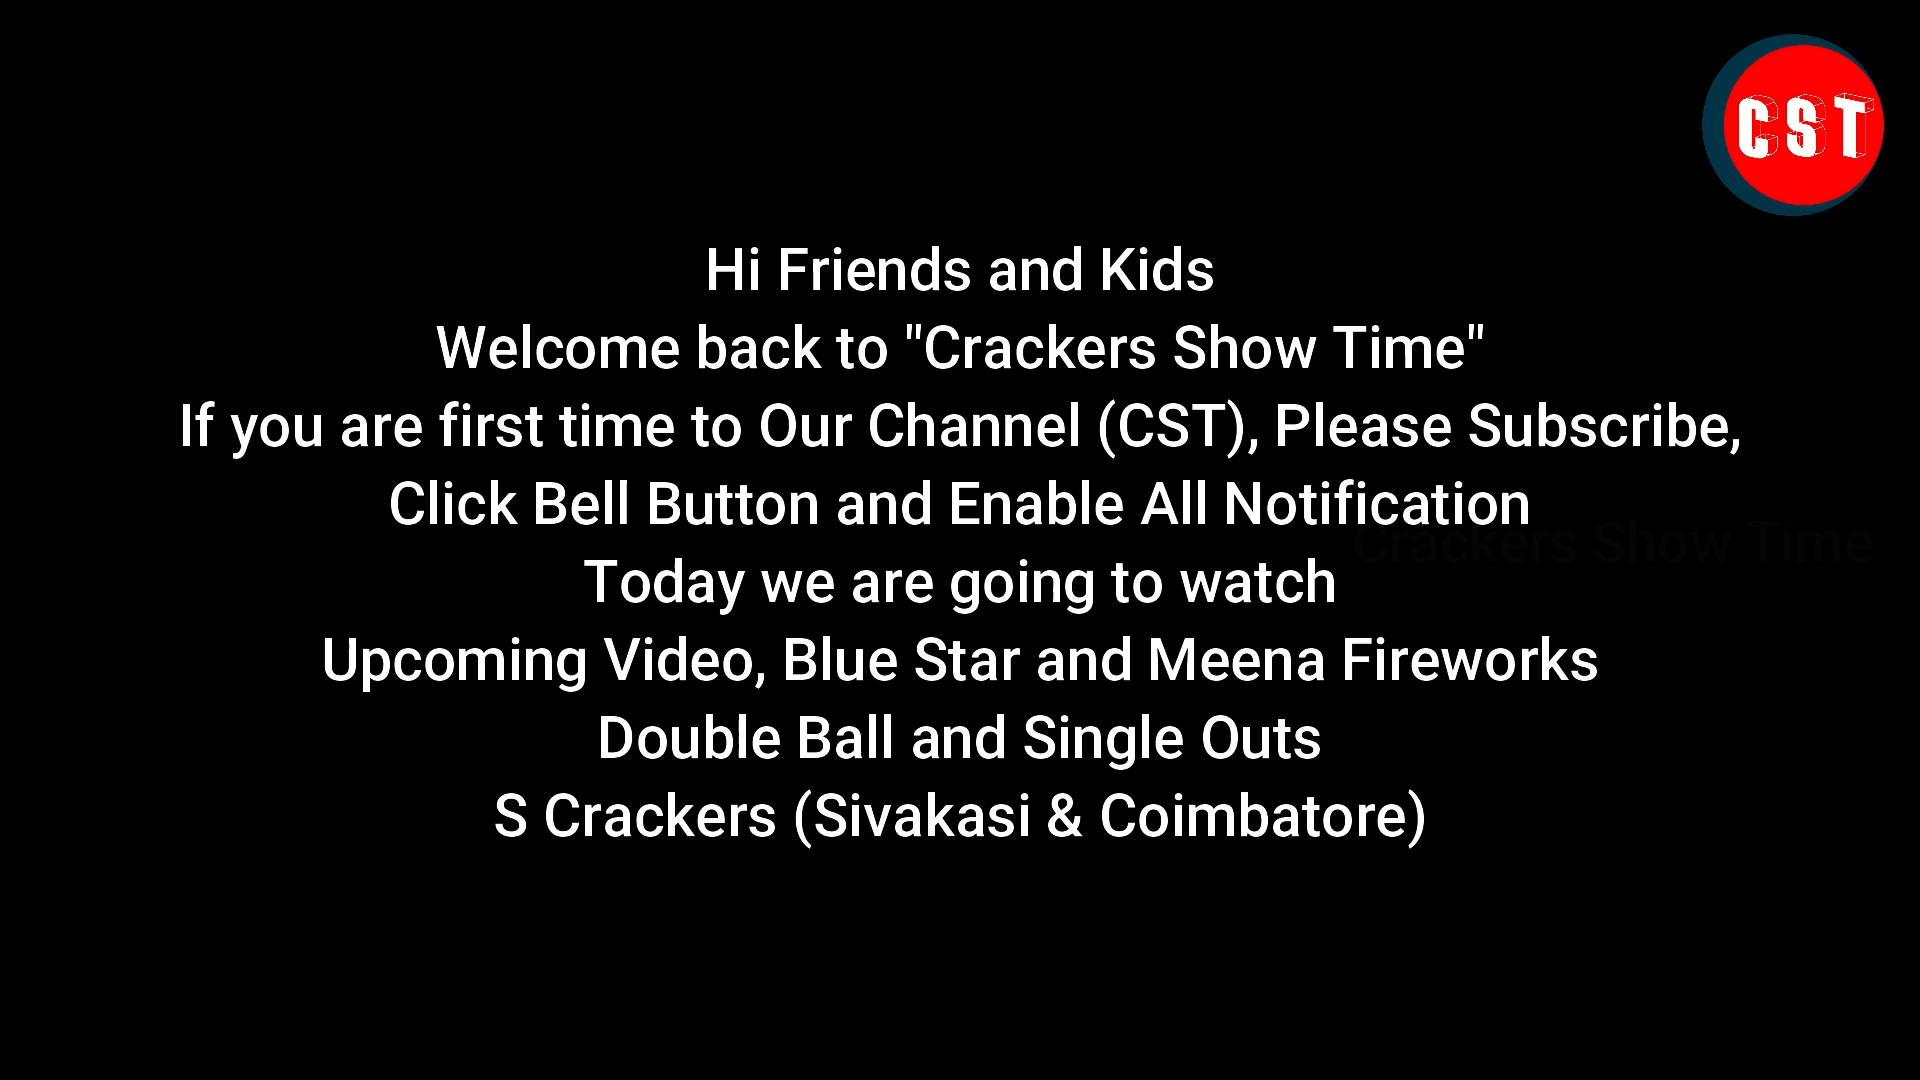 CST
Hi Friends and Kids
Welcome back to "Crackers Show Time"
If you are first time to Our Channel (CST), Please Subscribe,
Click Bell Button and Enable All Notification
Crackers Show Time
Today we are going to watch
Upcoming Video, Blue Star and Meena Fireworks
Double Ball and Single Outs
S Crackers (Sivakasi & Coimbatore)